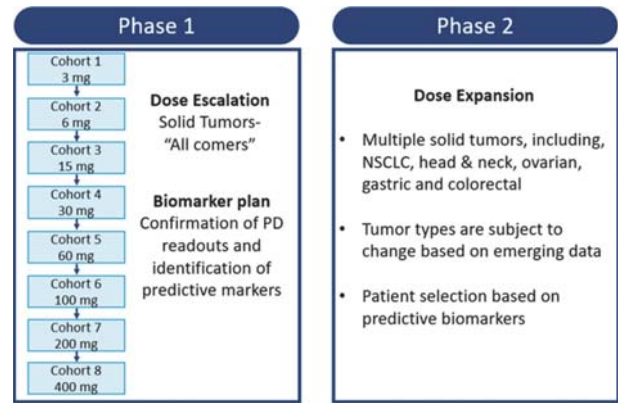 Phase 1
Cohort 1
3 mg
Cohort 2
6 mg
Cohort 3
15 mg
Cohort 4
30 mg
Cohort 5
60 mg
Cohort 6
100 mg
Cohort 7
200 mg
Cohort 8
400 mg
Dose Escalation
Solid Tumors-
“All comers”
Biomarker plan
Confirmation of PD
readouts and
identification of
predictive markers
Phase 2
Dose Expansion
• Multiple solid tumors, including,
NSCLC, head & neck, ovarian,
gastric and colorectal
• Tumor types are subject to
change based on emerging data
• Patient selection based on
predictive biomarkers